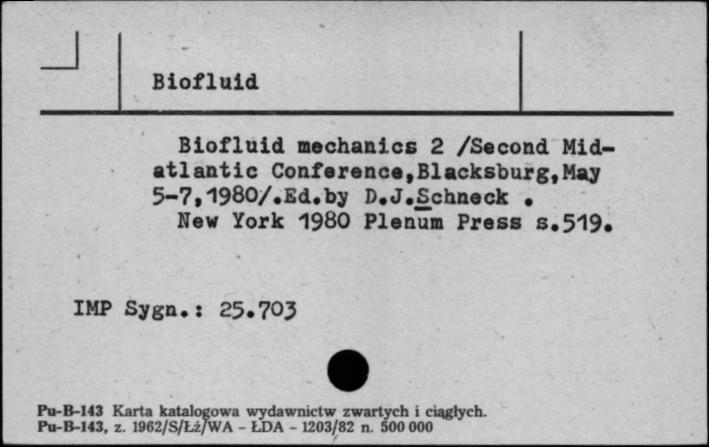 Biofluid
Biofluid mechanics 2 /Second Mid-
atlantic Conference,Blacksburg,May
5-7,1980/.Ed.by D.J.Schneck .
New York 1980 Plenum Press s.519.
IMP Sygn.: 25.703
Pu-B-143 Karta katalogowa wydawnictw zwartych i ciągłych.
Pu-B-143, z. 1962/S/Łż/WA - ŁDA - 1203/82 n. 500 000